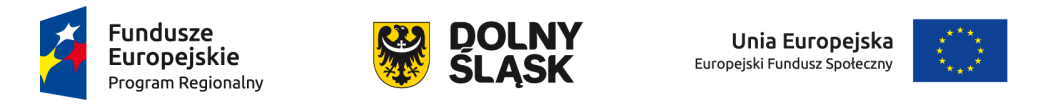 Fundusze
Europejskie
Program Regionalny
DOLNY
ŚLĄSK
Unia Europejska
Europejski Fundusz Społeczny